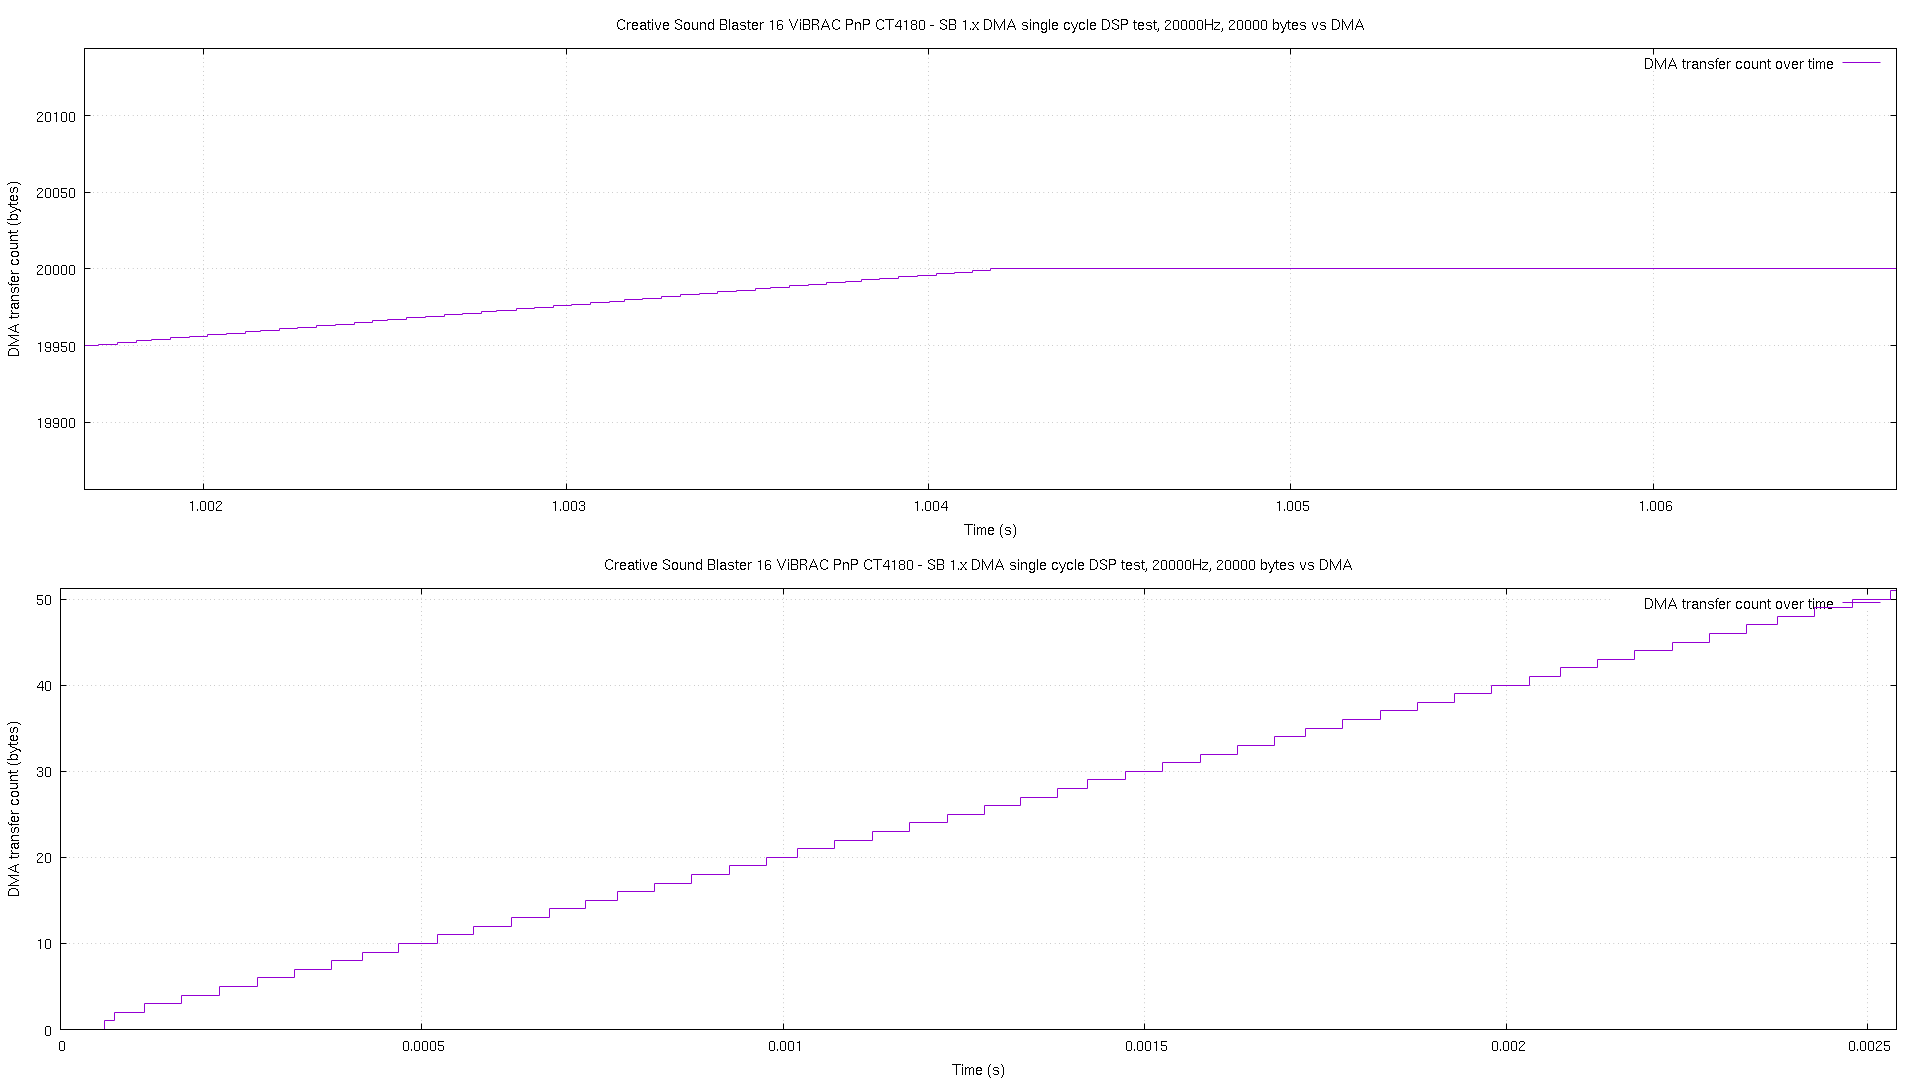 Creative Sound Blaster 16 ViBRAC PnP CT4180 - SB 1.x DMA single cycle DSP test, 20000Hz, 20000 bytes vs DMA
DMA transfer count over time
20100
20050
20000
19950
19900
DMA transfer count (bytes)
1.002 1.003 1.004 1.005 1.006
Time (s)
Creative Sound Blaster 16 ViBRAC PnP CT4180 - SB 1.x DMA single cycle DSP test, 20000Hz, 20000 bytes vs DMA
DMA transfer count over time
50
40
30
20
10
0
DMA transfer count (bytes)
0 0.0005 0.001 0.0015 0.002 0.0025
Time (s)